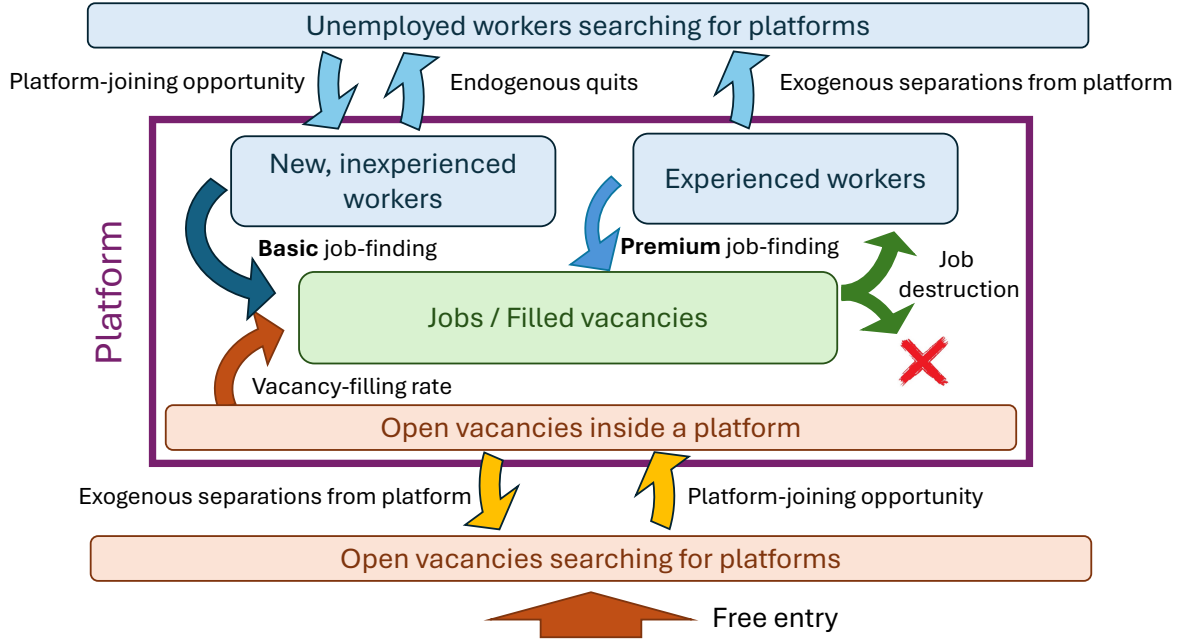 Unemployed workers searching for platforms
Platform-joining opportunity
Endogenous quits
Exogenous separations from platform
New, inexperienced
workers
Experienced workers
Platform
Basic job-finding
Premium job-finding
Job
destruction
Jobs / Filled vacancies
Vacancy-filling rate
Open vacancies inside a platform
Exogenous separations from platform
Platform-joining opportunity
Open vacancies searching for platforms
Free entry